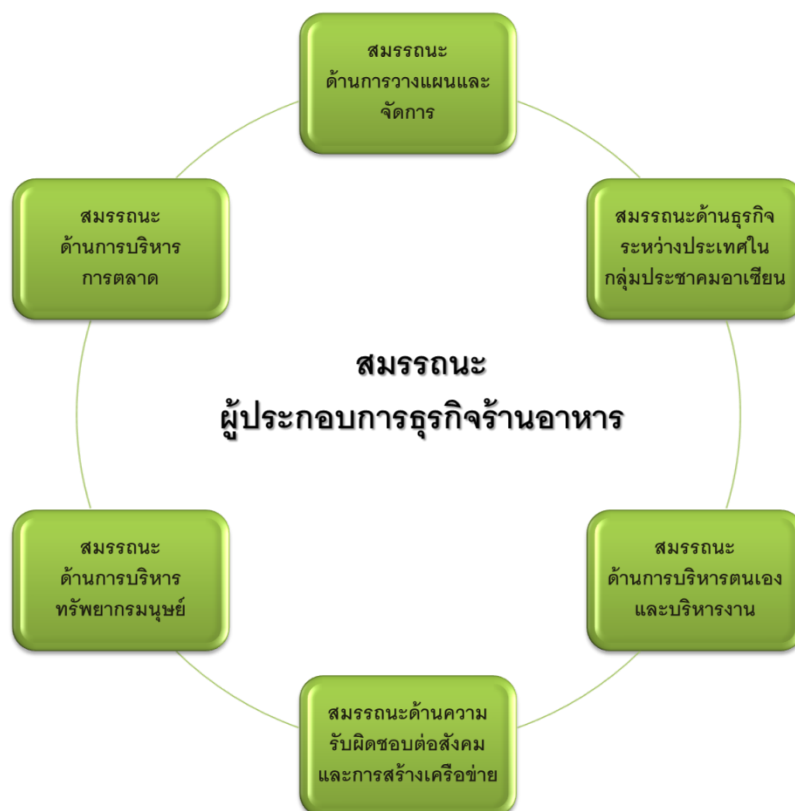 สมรรถนะ
ด้านการวางแผนและ
จัดการ
สมรรถนะ
ด้านการบริหาร
การตลาด
สมรรถนะด้านธุรกิจ
ระหว่างประเทศใน
กลุ่มประชาคมอาเซียน
สมรรถนะ
ผู้ประกอบการธุรกิจร้านอาหาร
สมรรถนะ
ด้านการบริหาร
ทรัพยากรมนุษย์
สมรรถนะ
ด้านการบริหารตนเอง
และบริหารงาน
สมรรถนะด้านความ
รับผิดชอบต่อสังคม
และการสร้างเครือข่าย